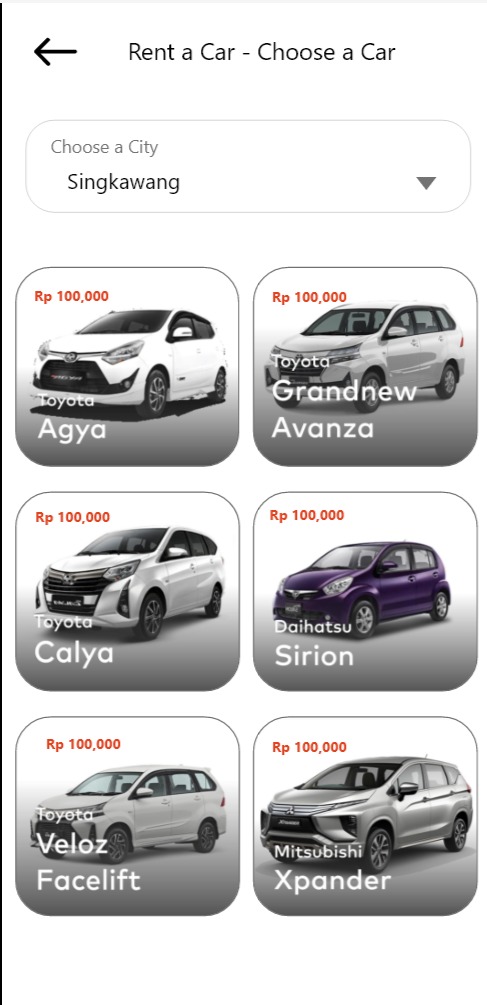 Rent a Car - Choose a Car
Choose a City
Singkawang
Rp 100,000
Toyota
Agya
Rp 100,000
Toyota
Grandnew
Avanza
Rp 100,000
Toyota
Calya
Rp 100,000
Daihatsu
Sirion
Rp 100,000
Toyota
Veloz
Facelift
Rp 100,000
Mitsubishi
Xpander